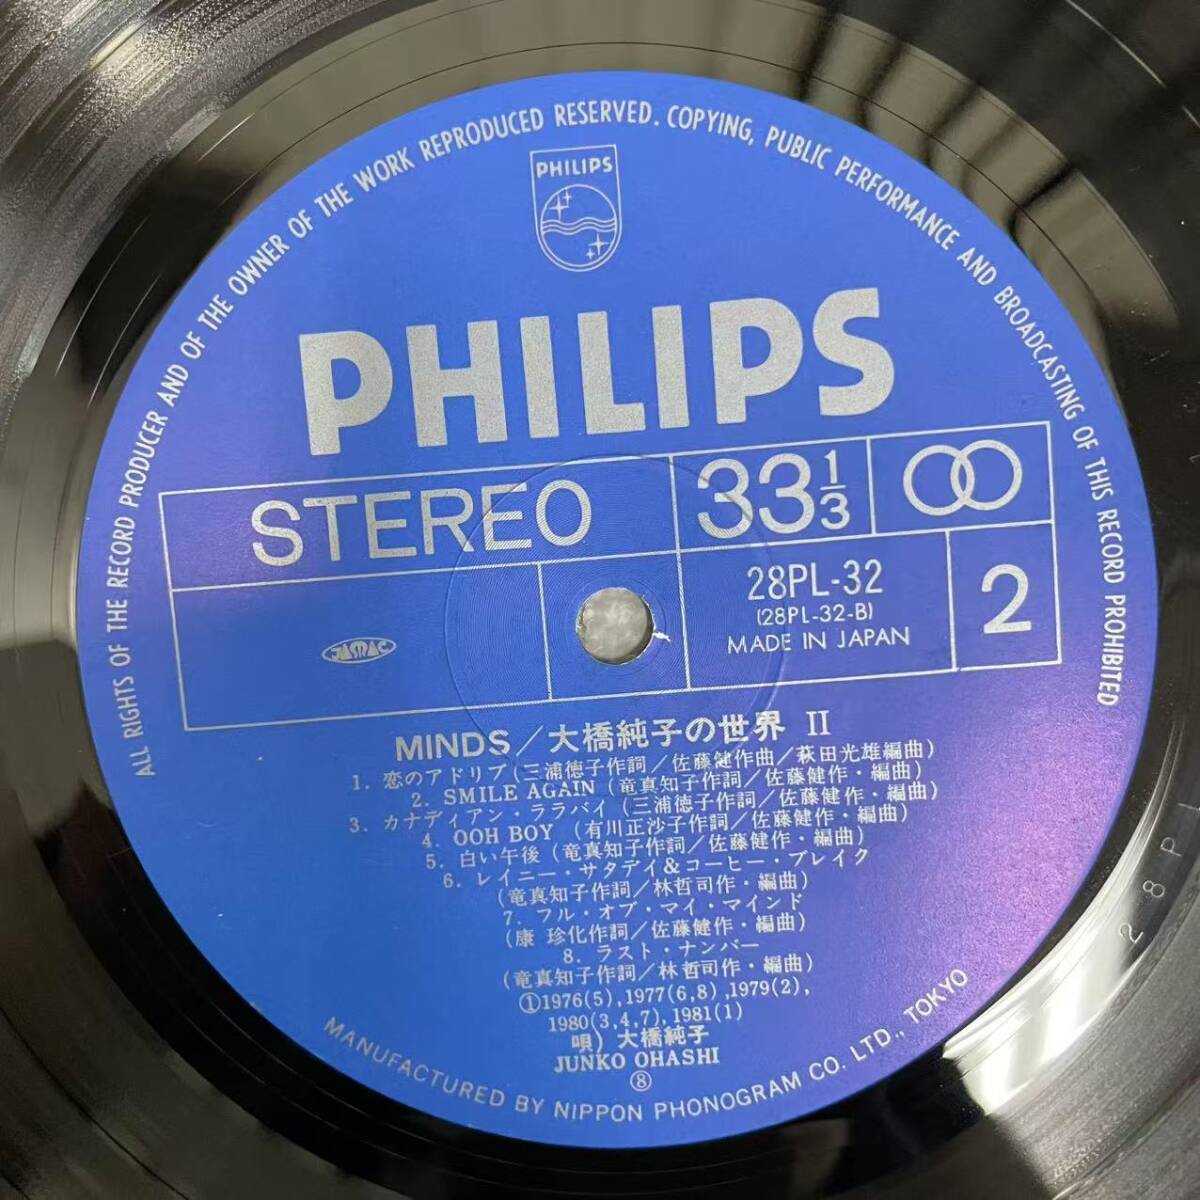 ALL RIGHTS OF THE RECORD PRODUCER AND OF THE OWNER OF THE WORK REPRODUCED RESERVED. COPYING, PUBLIC PERFORMANCE AND BROADCASTING OF THIS RECORD PROHIBITED
PHILIPS
PHILIPS
STEREO
33 1/3
28PL-32
(28PL-32-B)
MADE IN JAPAN
2
JASRAC
MINDS／大橋純子の世界 II
1. 恋のアドリブ(三浦徳子作詞／佐藤健作曲／萩田光雄編曲)
2. SMILE AGAIN (竜真知子作詞／佐藤健作・編曲)
3. カナディアン・ララバイ (三浦徳子作詞／佐藤健作・編曲)
4. OOH BOY (有川正沙子作詞／佐藤健作・編曲)
5. 白い午後 (竜真知子作詞／佐藤健作・編曲)
6. レイニー・サタデイ&コーヒー・ブレイク
(竜真知子作詞／林哲司作・編曲)
7. フル・オブ・マイ・マインド
(康 珍化作詞／佐藤健作・編曲)
8. ラスト・ナンバー
(竜真知子作詞／林哲司作・編曲)
①1976(5),1977(6,8),1979(2),
1980(3,4,7),1981(1)
唄) 大橋純子
JUNKO OHASHI
⑧
MANUFACTURED BY NIPPON PHONOGRAM CO. LTD., TOKYO
28P